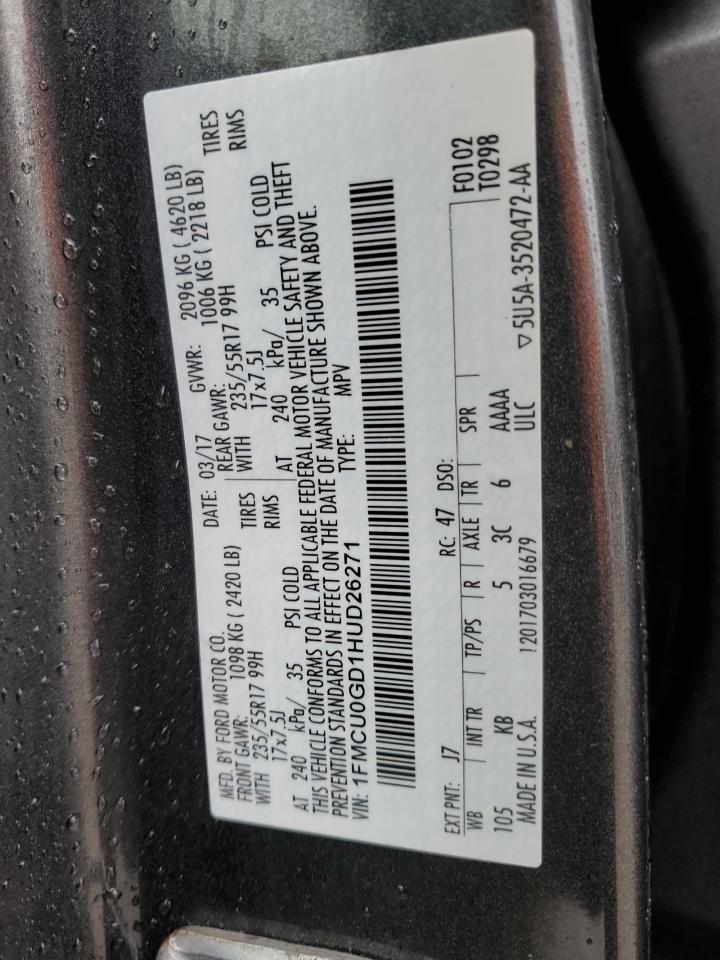 MFD. BY FORD MOTOR CO.
DATE: 03/17 GVWR: 2096 KG ( 4620 LB)
FRONT GAWR: 1098 KG ( 2420 LB)
REAR GAWR: 1006 KG ( 2218 LB)
WITH 235/55R17 99H TIRES
WITH 235/55R17 99H TIRES
17x7.5J RIMS
17x7.5J RIMS
AT 240 kPa/ 35 PSI COLD
AT 240 kPa/ 35 PSI COLD
THIS VEHICLE CONFORMS TO ALL APPLICABLE FEDERAL MOTOR VEHICLE SAFETY AND THEFT
PREVENTION STANDARDS IN EFFECT ON THE DATE OF MANUFACTURE SHOWN ABOVE.
VIN: 1FMCU0GD1HUD26271 TYPE: MPV
EXT PNT: J7 RC: 47 DSO: F0102
T0298
WB INT TR TP/PS R AXLE TR SPR
105 KB 5 3C 6 AAAA
MADE IN U.S.A. 1201703016679 ULC ▽5U5A-3520472-AA